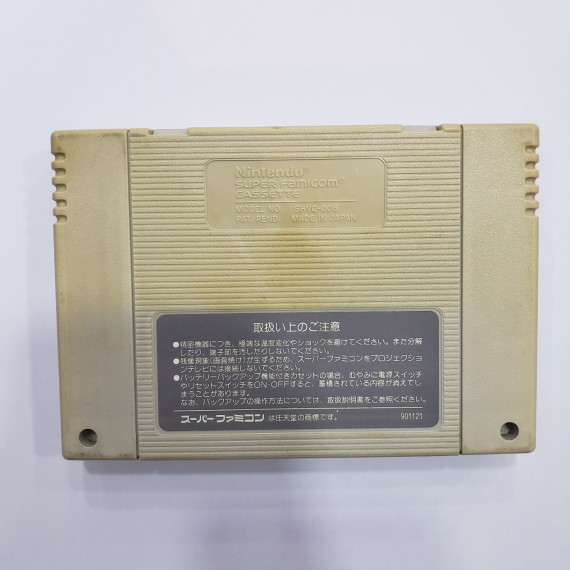 Nintendo®
SUPER Famicom®
CASSETTE
MODEL NO. SHVC-006
PAT. PEND. MADE IN JAPAN
取扱い上のご注意
●精密機器につき、極端な温度変化やショックを避けてください。また分解
したり、端子部を汚したりしないでください。
●残像現象(画面焼け)が生ずるため、スーパーファミコンをプロジェクショ
ンテレビには接続しないでください。
●バッテリーバックアップ機能付きカセットの場合、むやみに電源スイッチ
やリセットスイッチをON・OFFすると、蓄積されている内容が消えてし
まうことがあります。
なお、バックアップの操作方法については、取扱説明書をご参照ください。
スーパーファミコン は任天堂の商標です。 901121